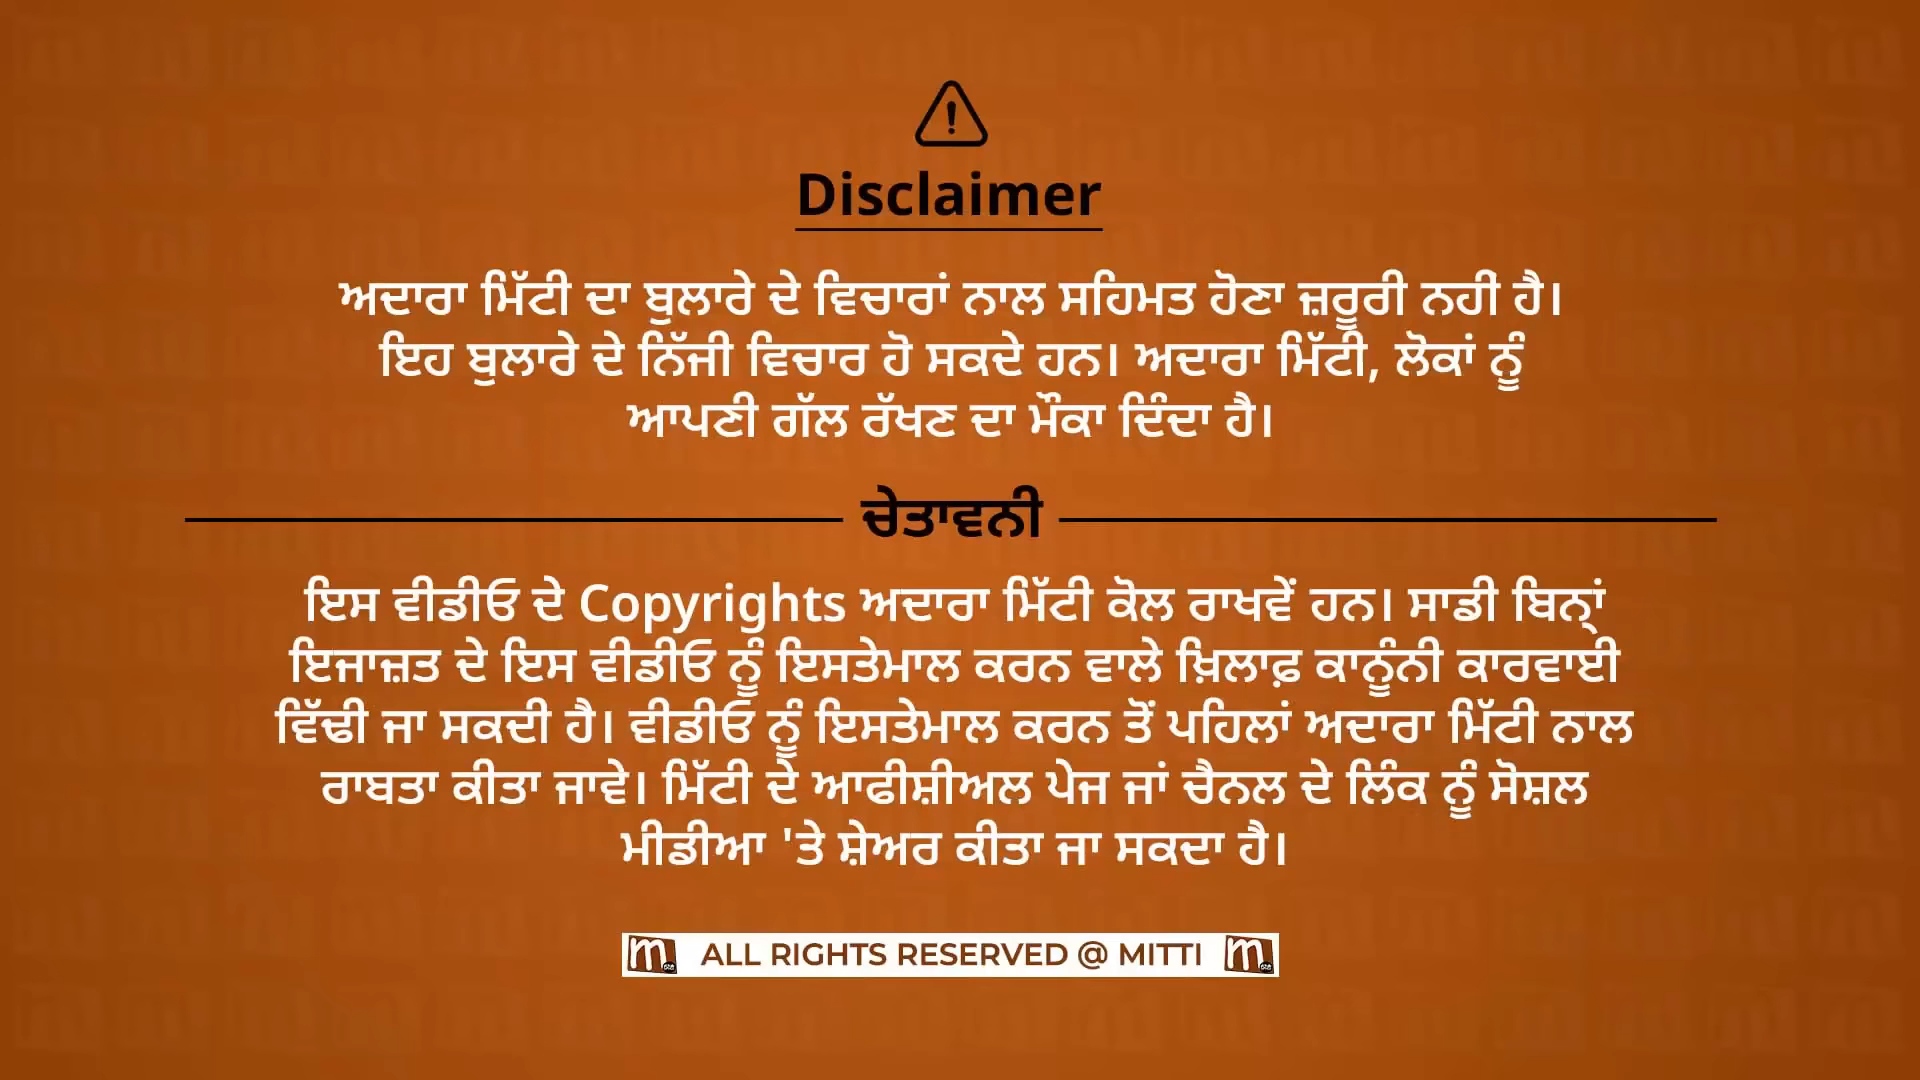 Disclaimer
ਅਦਾਰਾ ਮਿੱਟੀ ਦਾ ਬੁਲਾਰੇ ਦੇ ਵਿਚਾਰਾਂ ਨਾਲ ਸਹਿਮਤ ਹੋਣਾ ਜ਼ਰੂਰੀ ਨਹੀਂ ਹੈ।
ਇਹ ਬੁਲਾਰੇ ਦੇ ਨਿੱਜੀ ਵਿਚਾਰ ਹੋ ਸਕਦੇ ਹਨ। ਅਦਾਰਾ ਮਿੱਟੀ, ਲੋਕਾਂ ਨੂੰ
ਆਪਣੀ ਗੱਲ ਰੱਖਣ ਦਾ ਮੌਕਾ ਦਿੰਦਾ ਹੈ।
ਚੇਤਾਵਨੀ
ਇਸ ਵੀਡੀਓ ਦੇ Copyrights ਅਦਾਰਾ ਮਿੱਟੀ ਕੋਲ ਰਾਖਵੇਂ ਹਨ। ਸਾਡੀ ਬਿਨ੍ਹਾਂ
ਇਜਾਜ਼ਤ ਦੇ ਇਸ ਵੀਡੀਓ ਨੂੰ ਇਸਤੇਮਾਲ ਕਰਨ ਵਾਲੇ ਖ਼ਿਲਾਫ਼ ਕਾਨੂੰਨੀ ਕਾਰਵਾਈ
ਵਿੱਢੀ ਜਾ ਸਕਦੀ ਹੈ। ਵੀਡੀਓ ਨੂੰ ਇਸਤੇਮਾਲ ਕਰਨ ਤੋਂ ਪਹਿਲਾਂ ਅਦਾਰਾ ਮਿੱਟੀ ਨਾਲ
ਰਾਬਤਾ ਕੀਤਾ ਜਾਵੇ। ਮਿੱਟੀ ਦੇ ਆਫੀਸ਼ੀਅਲ ਪੇਜ ਜਾਂ ਚੈਨਲ ਦੇ ਲਿੰਕ ਨੂੰ ਸੋਸ਼ਲ
ਮੀਡੀਆ 'ਤੇ ਸ਼ੇਅਰ ਕੀਤਾ ਜਾ ਸਕਦਾ ਹੈ।
ALL RIGHTS RESERVED @ MITTI